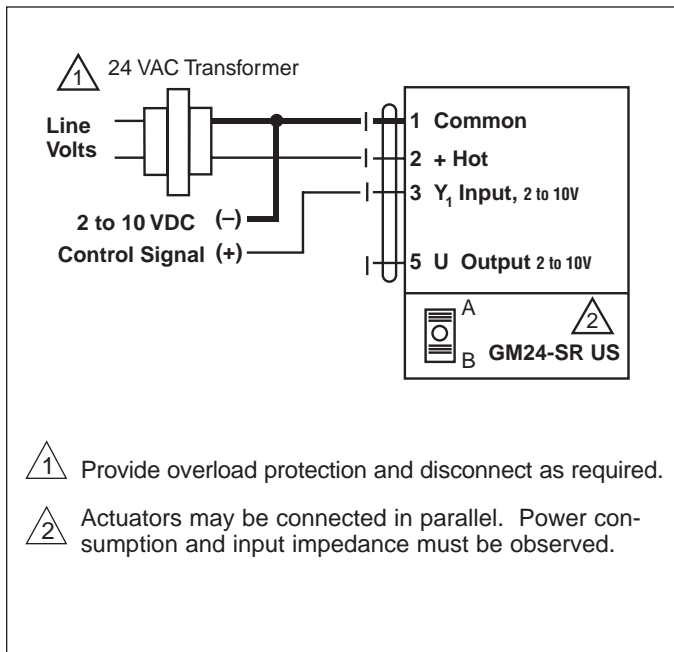 1 24 VAC Transformer
Line
Volts
1 Common
2 + Hot
3 Y1 Input, 2 to 10V
2 to 10 VDC (–)
Control Signal (+)
5 U Output 2 to 10V
A
B
2
GM24-SR US
1 Provide overload protection and disconnect as required.
2 Actuators may be connected in parallel. Power con-
sumption and input impedance must be observed.